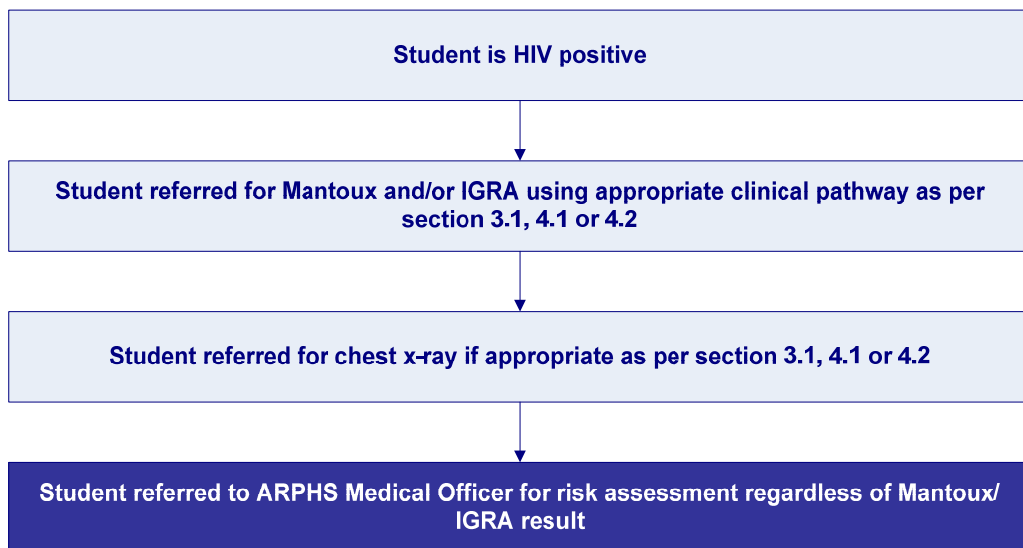 Student is HIV positive
Student referred for Mantoux and/or IGRA using appropriate clinical pathway as per
section 3.1, 4.1 or 4.2
Student referred for chest x-ray if appropriate as per section 3.1, 4.1 or 4.2
Student referred to ARPHS Medical Officer for risk assessment regardless of Mantoux/
IGRA result